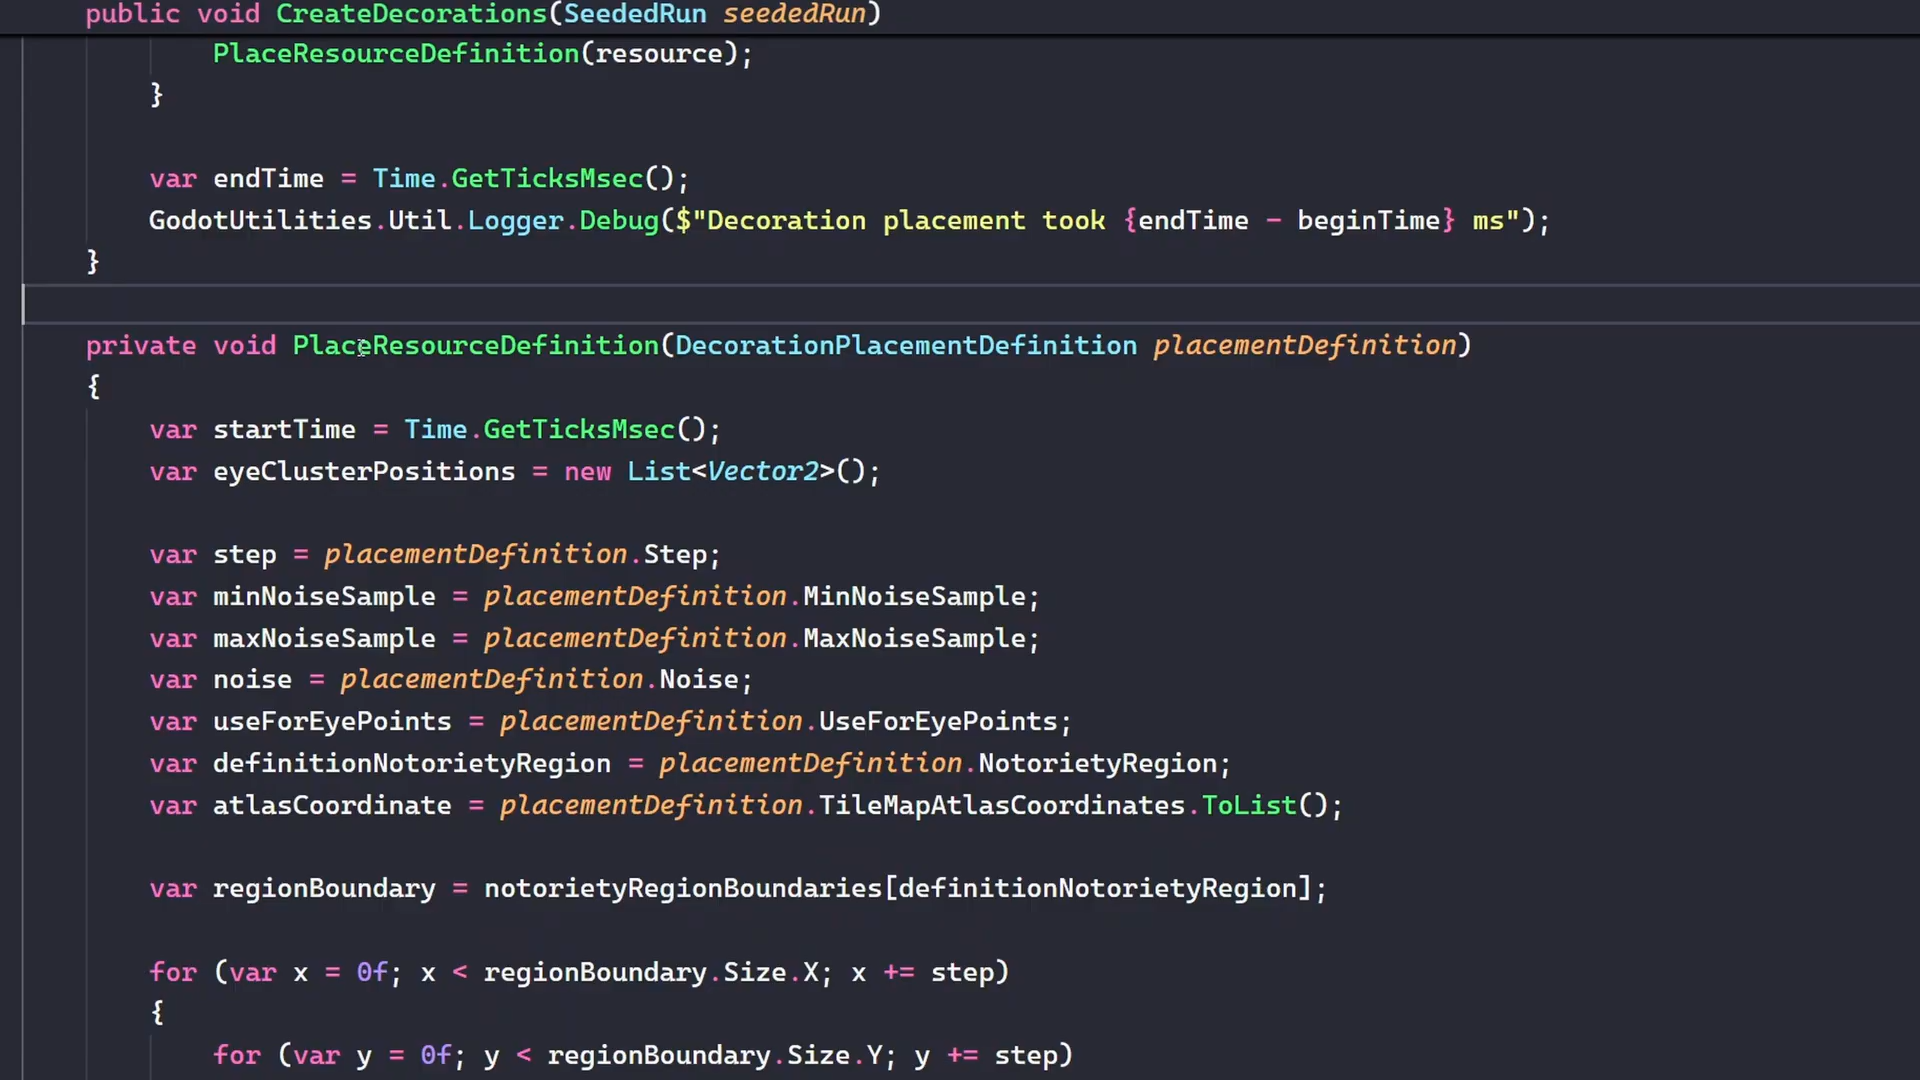 public void CreateDecorations(SeededRun seededRun)
PlaceResourceDefinition(resource);
}
var endTime = Time.GetTicksMsec();
GodotUtilities.Util.Logger.Debug($"Decoration placement took {endTime - beginTime} ms");
}
private void PlaceResourceDefinition(DecorationPlacementDefinition placementDefinition)
{
var startTime = Time.GetTicksMsec();
var eyeClusterPositions = new List<Vector2>();
var step = placementDefinition.Step;
var minNoiseSample = placementDefinition.MinNoiseSample;
var maxNoiseSample = placementDefinition.MaxNoiseSample;
var noise = placementDefinition.Noise;
var useForEyePoints = placementDefinition.UseForEyePoints;
var definitionNotorietyRegion = placementDefinition.NotorietyRegion;
var atlasCoordinate = placementDefinition.TileMapAtlasCoordinates.ToList();
var regionBoundary = notorietyRegionBoundaries[definitionNotorietyRegion];
for (var x = 0f; x < regionBoundary.Size.X; x += step)
{
for (var y = 0f; y < regionBoundary.Size.Y; y += step)